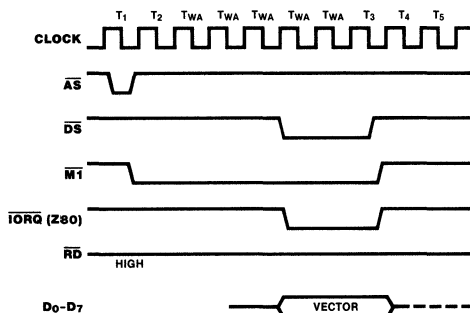 T1 T2 TWA TWA TWA TWA TWA T3 T4 T5
CLOCK
AS
DS
M1
IORQ (Z80)
RD
HIGH
D0-D7 VECTOR